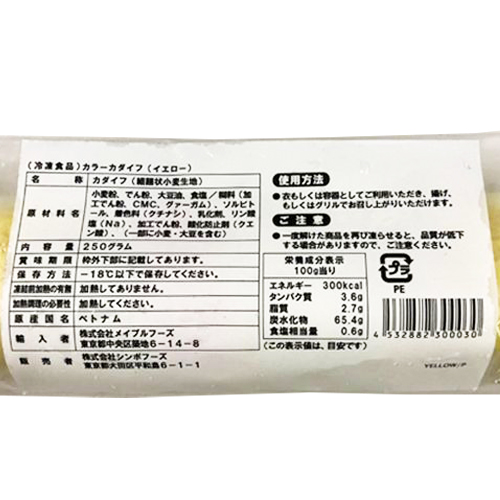 (冷凍食品) カラーカダイフ (イエロー)
名 称 カダイフ (細麺状小麦生地)
原材料名 小麦粉、でん粉、大豆油、食塩／糊料 (加
工でん粉、CMC、グァーガム)、ソルビト
ール、着色料 (クチナシ)、乳化剤、リン酸
塩 (Na)、加工でん粉、酸化防止剤 (クエ
ン酸)、(一部に小麦・大豆を含む)
内 容 量 250グラム
賞味期限 枠外下部に記載してあります。
保存方法 −18℃以下で保存してください。
凍結前加熱の有無 加熱してありません。
加熱調理の必要性 加熱してください。
原産国名 ベトナム
輸 入 者 株式会社メイプルフーズ
東京都中央区築地6−14−8
販 売 者 株式会社シンポフーズ
東京都大田区平和島6−1−1
使用方法
●衣もしくは容器としてご利用いただき、揚げ、
もしくはグリルでお召し上がりいただけます。
ご 注 意
●一度解けた商品を再び凍らせると、品質が低下
する場合がありますので、ご注意ください。
栄養成分表示
100g当り
エネルギー 300kcal
タンパク質 3.6g
脂質 2.7g
炭水化物 65.4g
食塩相当量 0.6g
(この表示値は、目安です)
プラ
PE
4 532882 300030
YELLOW/P